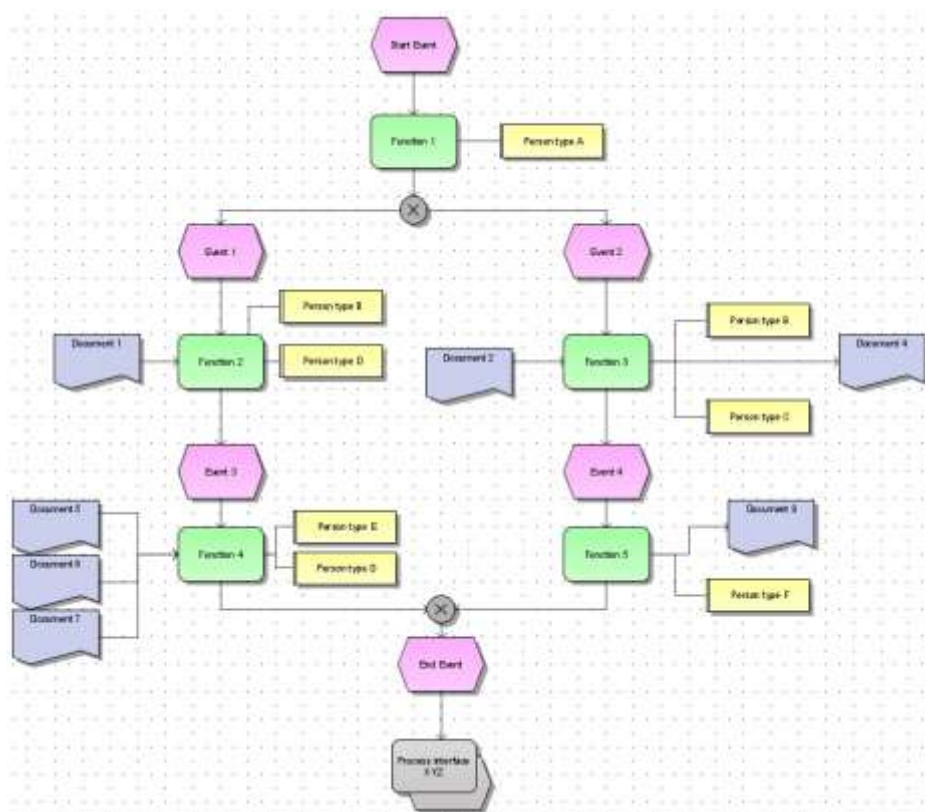 Start Event
Function 1
Person type A
Event 1
Event 2
Person type B
Person type B
Document 1
Function 2
Person type D
Document 2
Function 3
Document 4
Person type C
Event 3
Event 4
Document 5
Person type E
Document 6
Function 4
Person type D
Function 5
Person type F
Document 7
End Event
Process interface
XYZ